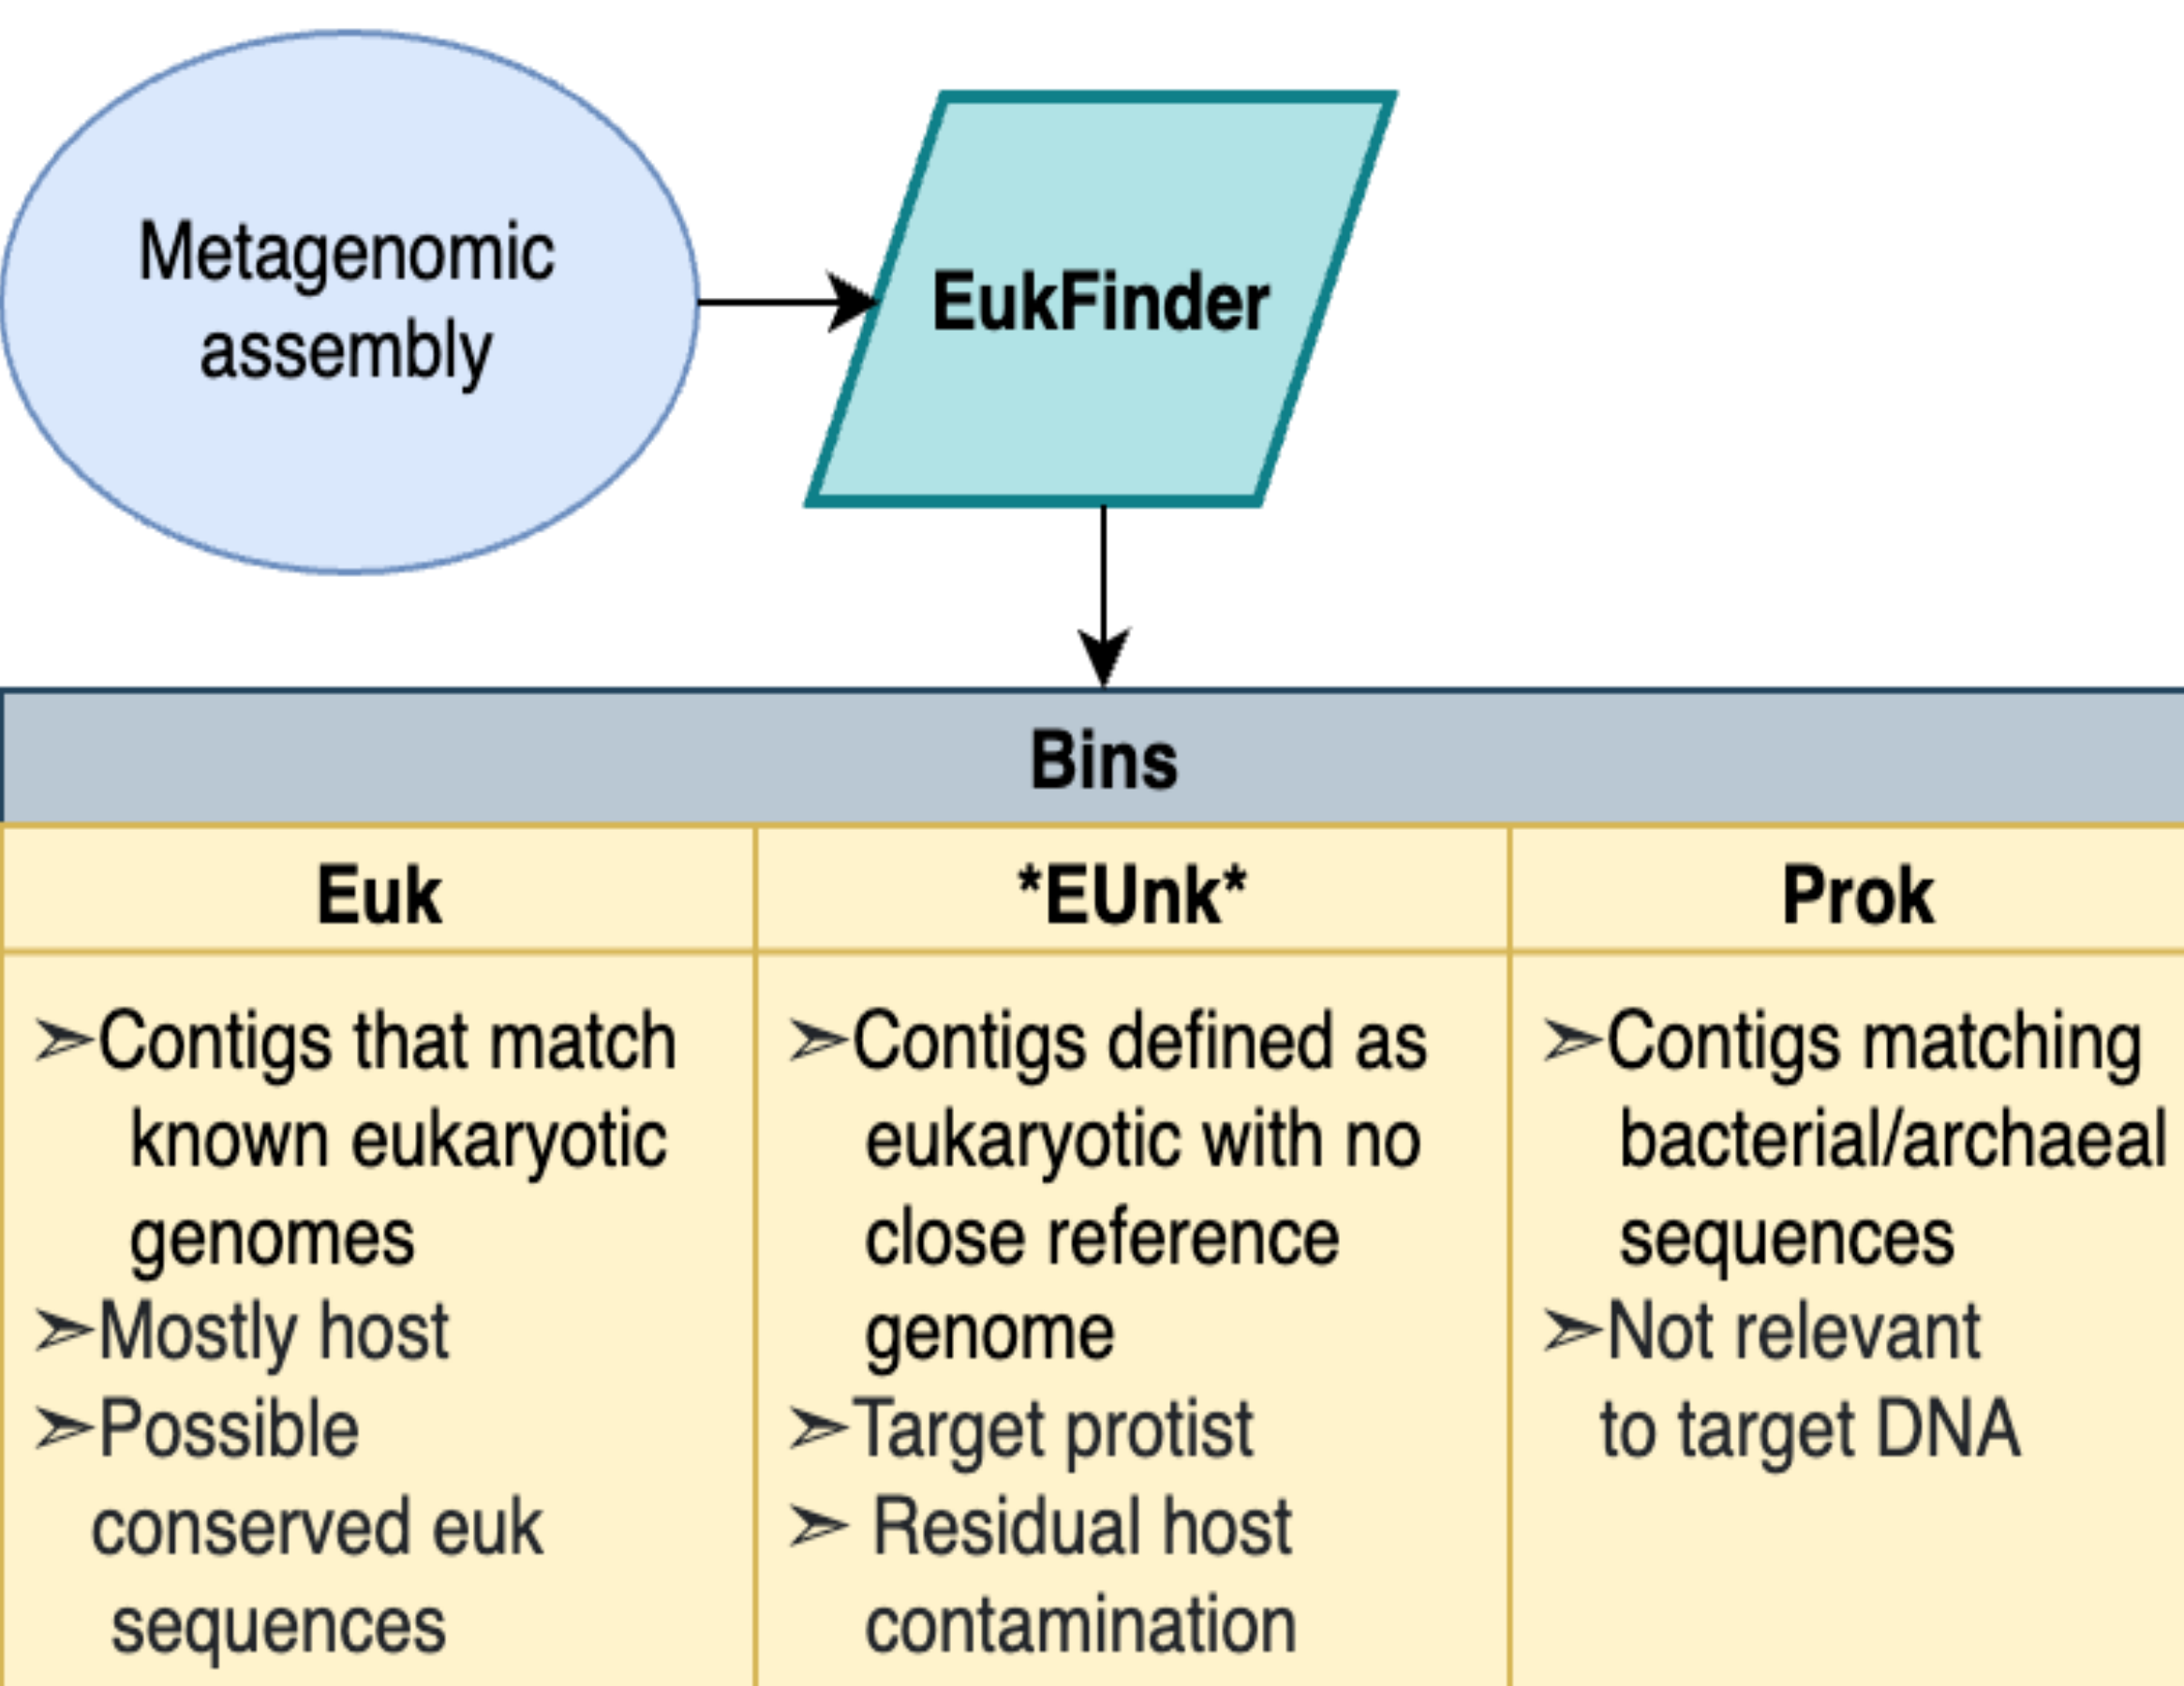 Metagenomic
assembly
EukFinder
Bins
Euk
*EUnk*
Prok
➢Contigs that match
known eukaryotic
genomes
➢Mostly host
➢Possible
conserved euk
sequences
➢Contigs defined as
eukaryotic with no
close reference
genome
➢Target protist
➢ Residual host
contamination
➢Contigs matching
bacterial/archaeal
sequences
➢Not relevant
to target DNA